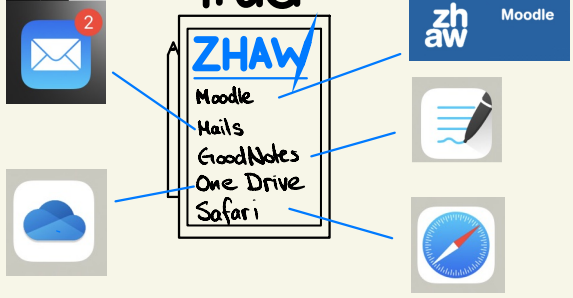 2
zh
aw
Moodle
ZHAW
Moodle
Mails
GoodNotes
One Drive
Safari